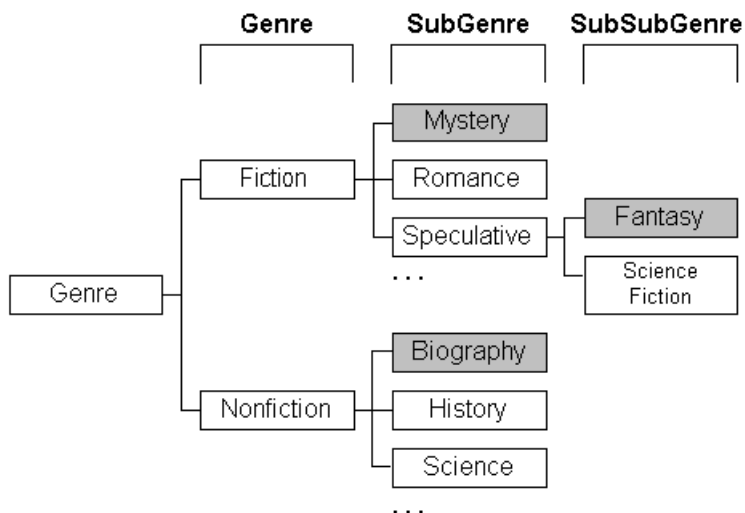 Genre SubGenre SubSubGenre
Mystery
Fiction Romance
Fantasy
Speculative
. . .
Science
Fiction
Genre
Biography
Nonfiction History
Science
. . .